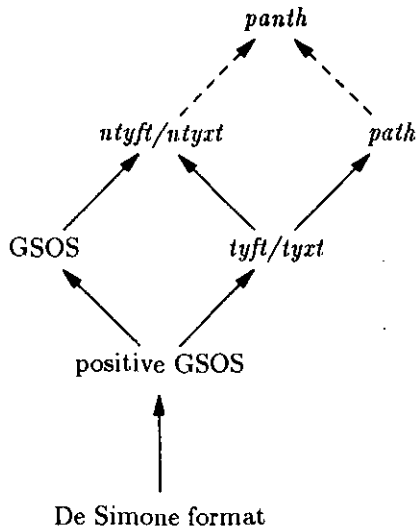 panth
ntyft/ntyxt
path
GSOS
tyft/tyxt
positive GSOS
De Simone format